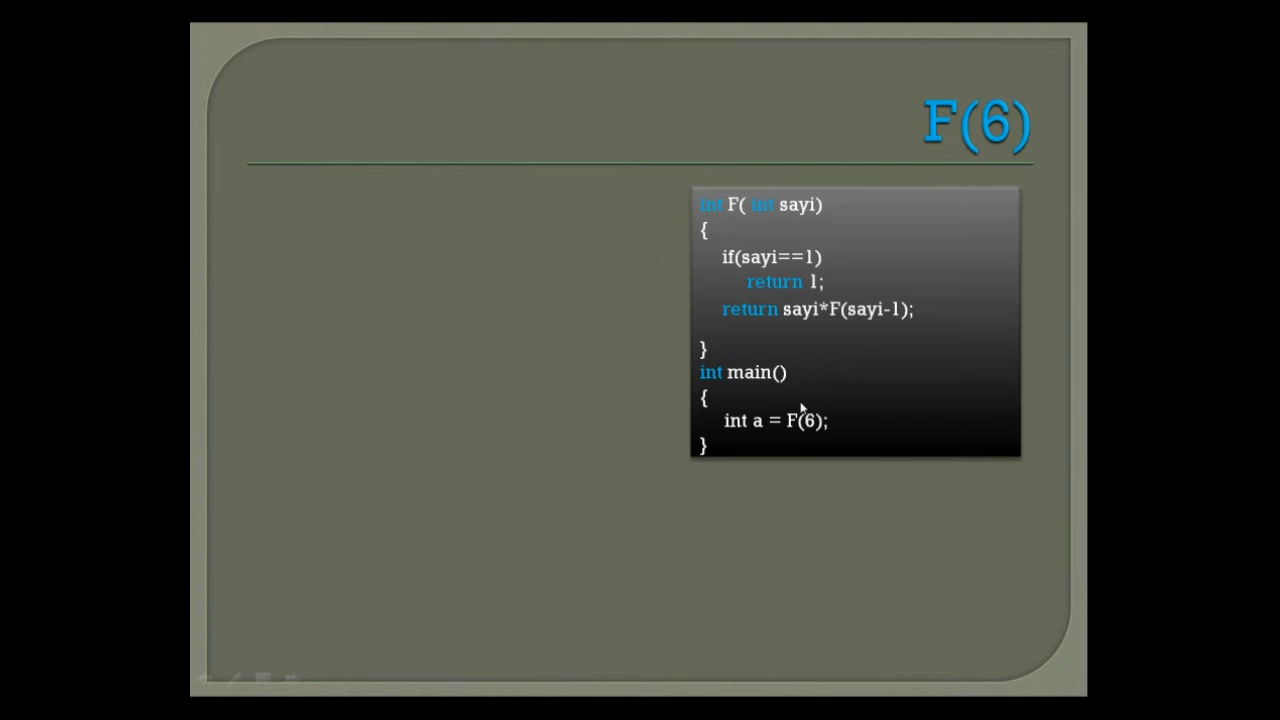 F(6)
int F( int sayi)
{
if(sayi==1)
return 1;
return sayi*F(sayi-1);
}
int main()
{
int a = F(6);
}